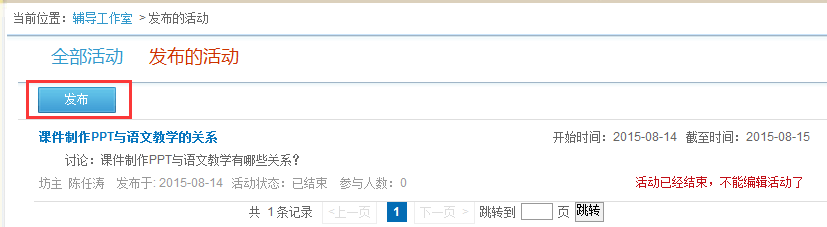 当前位置：辅导工作室 > 发布的活动
全部活动 发布的活动
发布
课件制作PPT与语文教学的关系 开始时间：2015-08-14 截至时间：2015-08-15
讨论：课件制作PPT与语文教学有哪些关系？
坊主 陈任涛 发布于: 2015-08-14 活动状态：已结束 参与人数：0 活动已经结束，不能编辑活动了
共 1 条记录 <上一页 1 下一页 > 跳转到 页 跳转